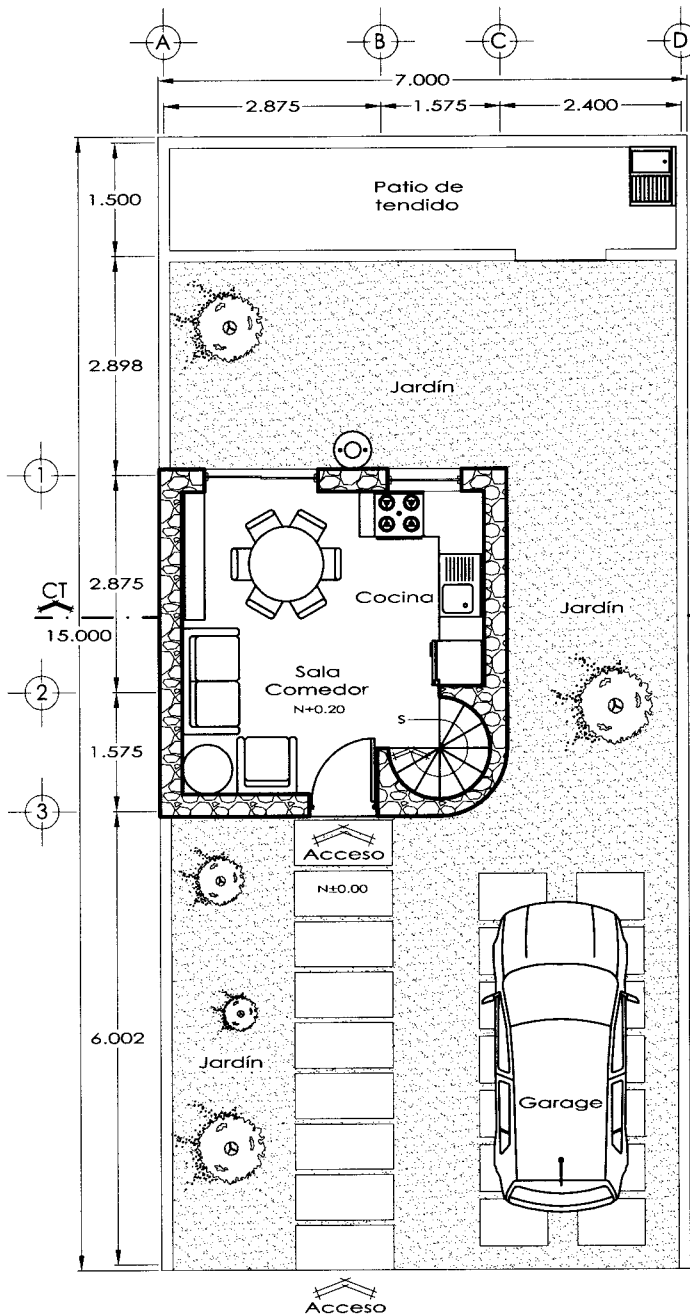 A
B
C
D
7.000
2.875
1.575
2.400
1.500
Patio de
tendido
2.898
Jardín
1
2.875
Cocina
CT
15.000
Jardín
Sala
Comedor
N+0.20
2
S
1.575
3
Acceso
N±0.00
6.002
Jardín
Garage
Acceso